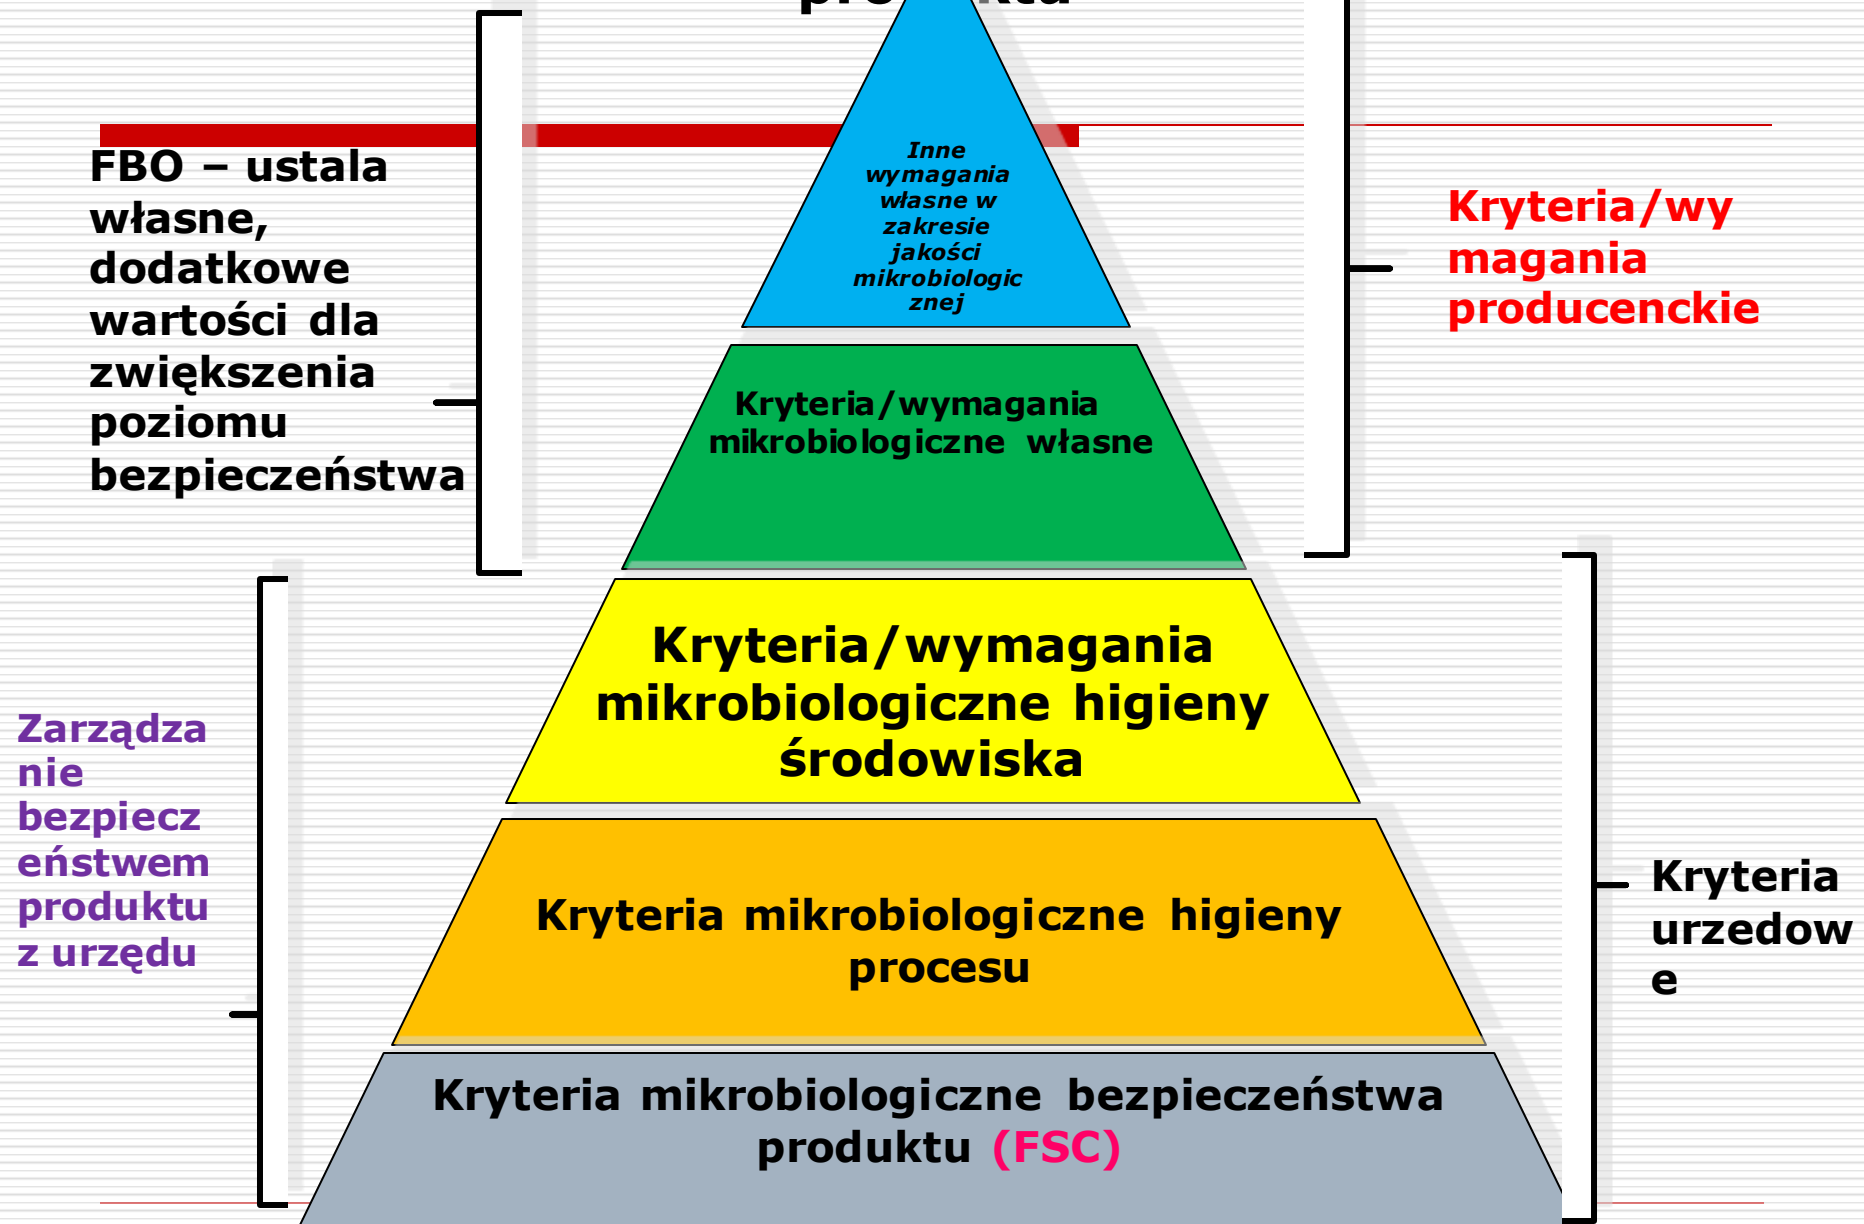 FBO – ustala
własne,
dodatkowe
wartości dla
zwiększenia
poziomu
bezpieczeństwa
Inne
wymagania
własne w
zakresie
jakości
mikrobiologic
znej
Kryteria/wy
magania
producenckie
Kryteria/wymagania
mikrobiologiczne własne
Kryteria/wymagania
mikrobiologiczne higieny
środowiska
Zarządza
nie
bezpiecz
eństwem
produktu
z urzędu
Kryteria mikrobiologiczne higieny
procesu
Kryteria
urzedow
e
Kryteria mikrobiologiczne bezpieczeństwa
produktu (FSC)